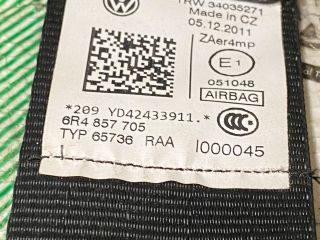 TRW 34035271
Made in CZ
05.12.2011
ZAer4mp
E1
051048
AIRBAG
*209 YD42433911.*
6R4 857 705
TYP 65736 RAA I000045